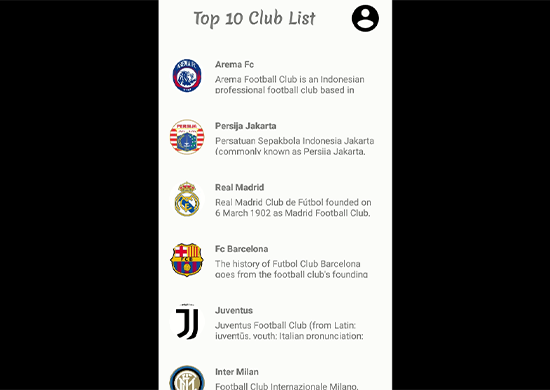 Top 10 Club List
Arema Fc
Arema Football Club is an Indonesian
professional football club based in
Persija Jakarta
Persatuan Sepakbola Indonesia Jakarta
(commonly known as Persija Jakarta,
Real Madrid
Real Madrid Club de Fútbol founded on
6 March 1902 as Madrid Football Club.
Fc Barcelona
The history of Futbol Club Barcelona
goes from the football club's founding
Juventus
Juventus Football Club (from Latin:
iuventūs, youth; Italian pronunciation:
Inter Milan
Football Club Internazionale Milano,